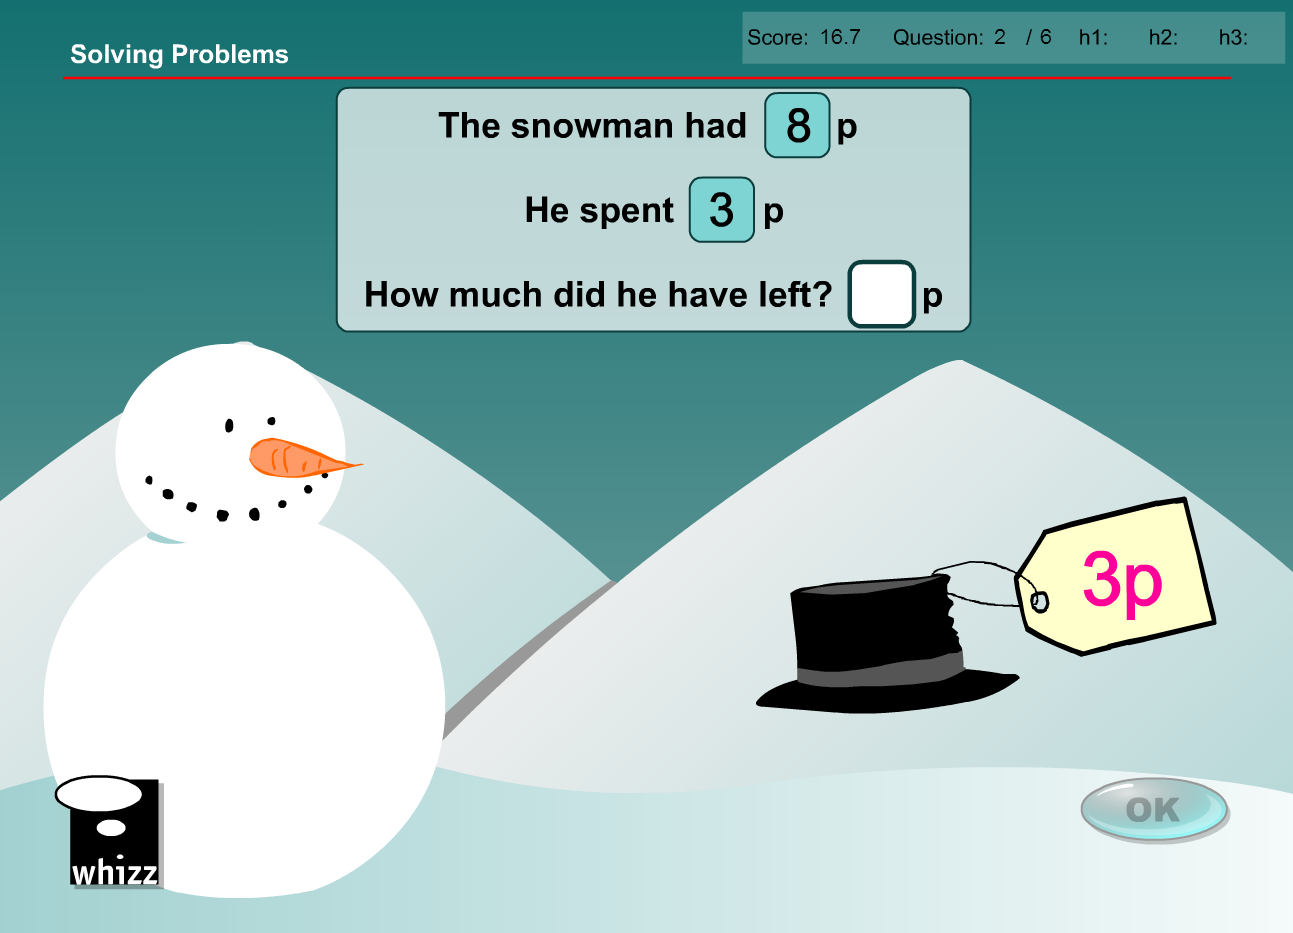 Solving Problems
Score: 16.7 Question: 2 / 6 h1: h2: h3:
The snowman had 8 p
He spent 3 p
How much did he have left? p
3p
OK
whizz